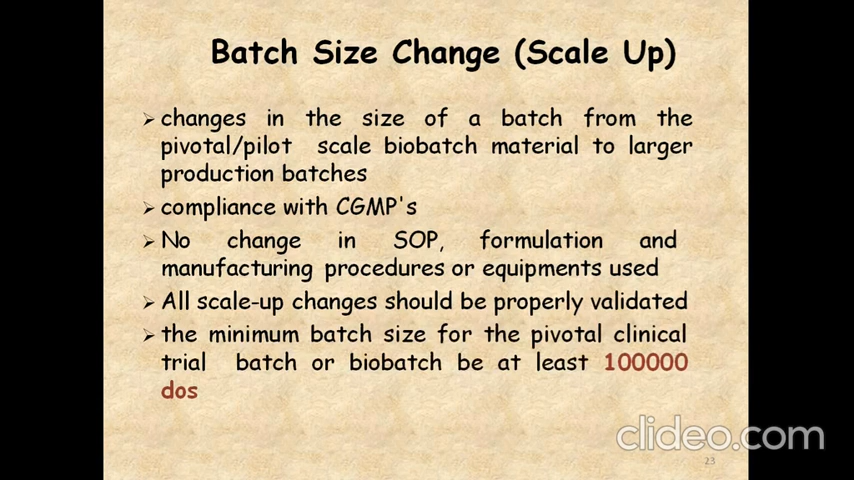 Batch Size Change (Scale Up)
➢ changes in the size of a batch from the
pivotal/pilot scale biobatch material to larger
production batches
➢ compliance with CGMP's
➢ No change in SOP, formulation and
manufacturing procedures or equipments used
➢ All scale-up changes should be properly validated
➢ the minimum batch size for the pivotal clinical
trial batch or biobatch be at least 100000
dos
clideo.com
23